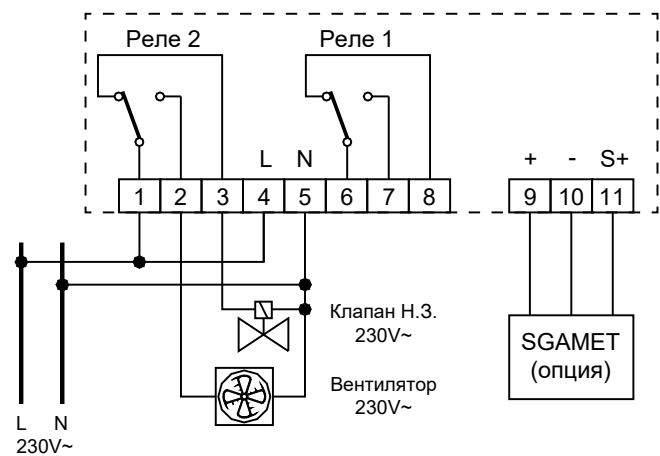 Реле 2 Реле 1
L N + - S+
1 2 3 4 5 6 7 8 9 10 11
Клапан Н.З.
230V~
SGAMET
(опция)
Вентилятор
230V~
L N
230V~